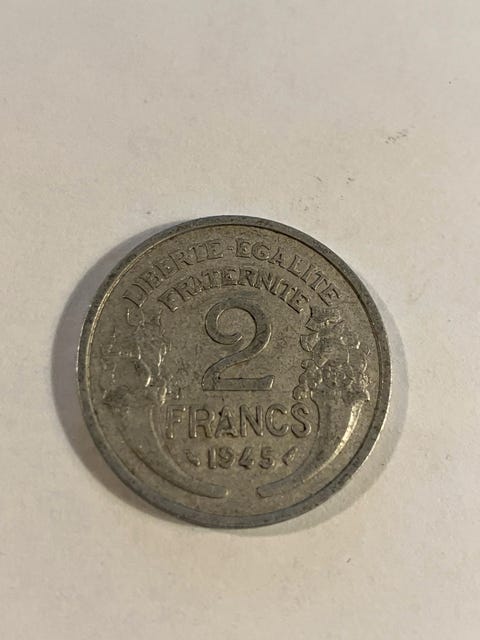 LIBERTE-EGALITE
FRATERNITE
2
FRANCS
1945